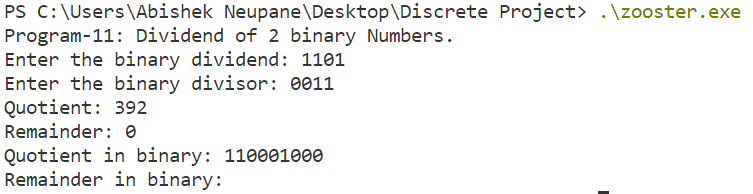 PS C:\Users\Abishek Neupane\Desktop\Discrete Project> .\zooster.exe
Program-11: Dividend of 2 binary Numbers.
Enter the binary dividend: 1101
Enter the binary divisor: 0011
Quotient: 392
Remainder: 0
Quotient in binary: 110001000
Remainder in binary: